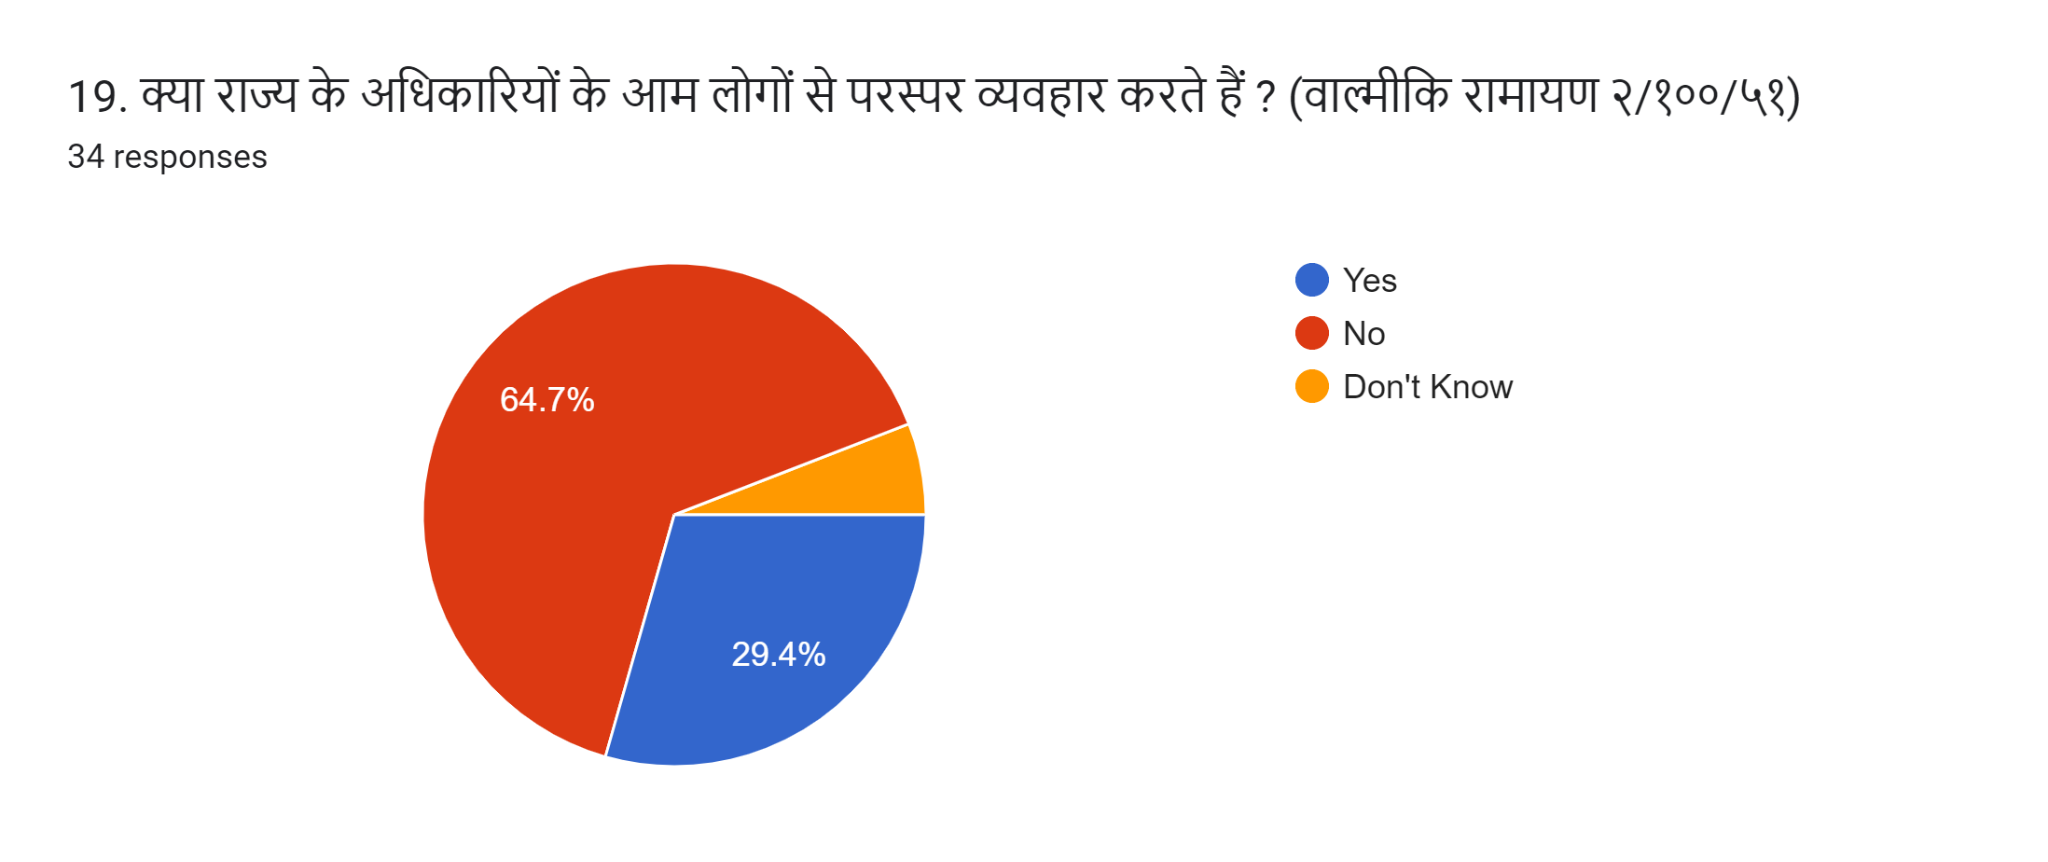 19. क्या राज्य के अधिकारियों के आम लोगों से परस्पर व्यवहार करते हैं ? (वाल्मीकि रामायण २/१००/५१)
34 responses
Yes
No
Don't Know
64.7%
29.4%